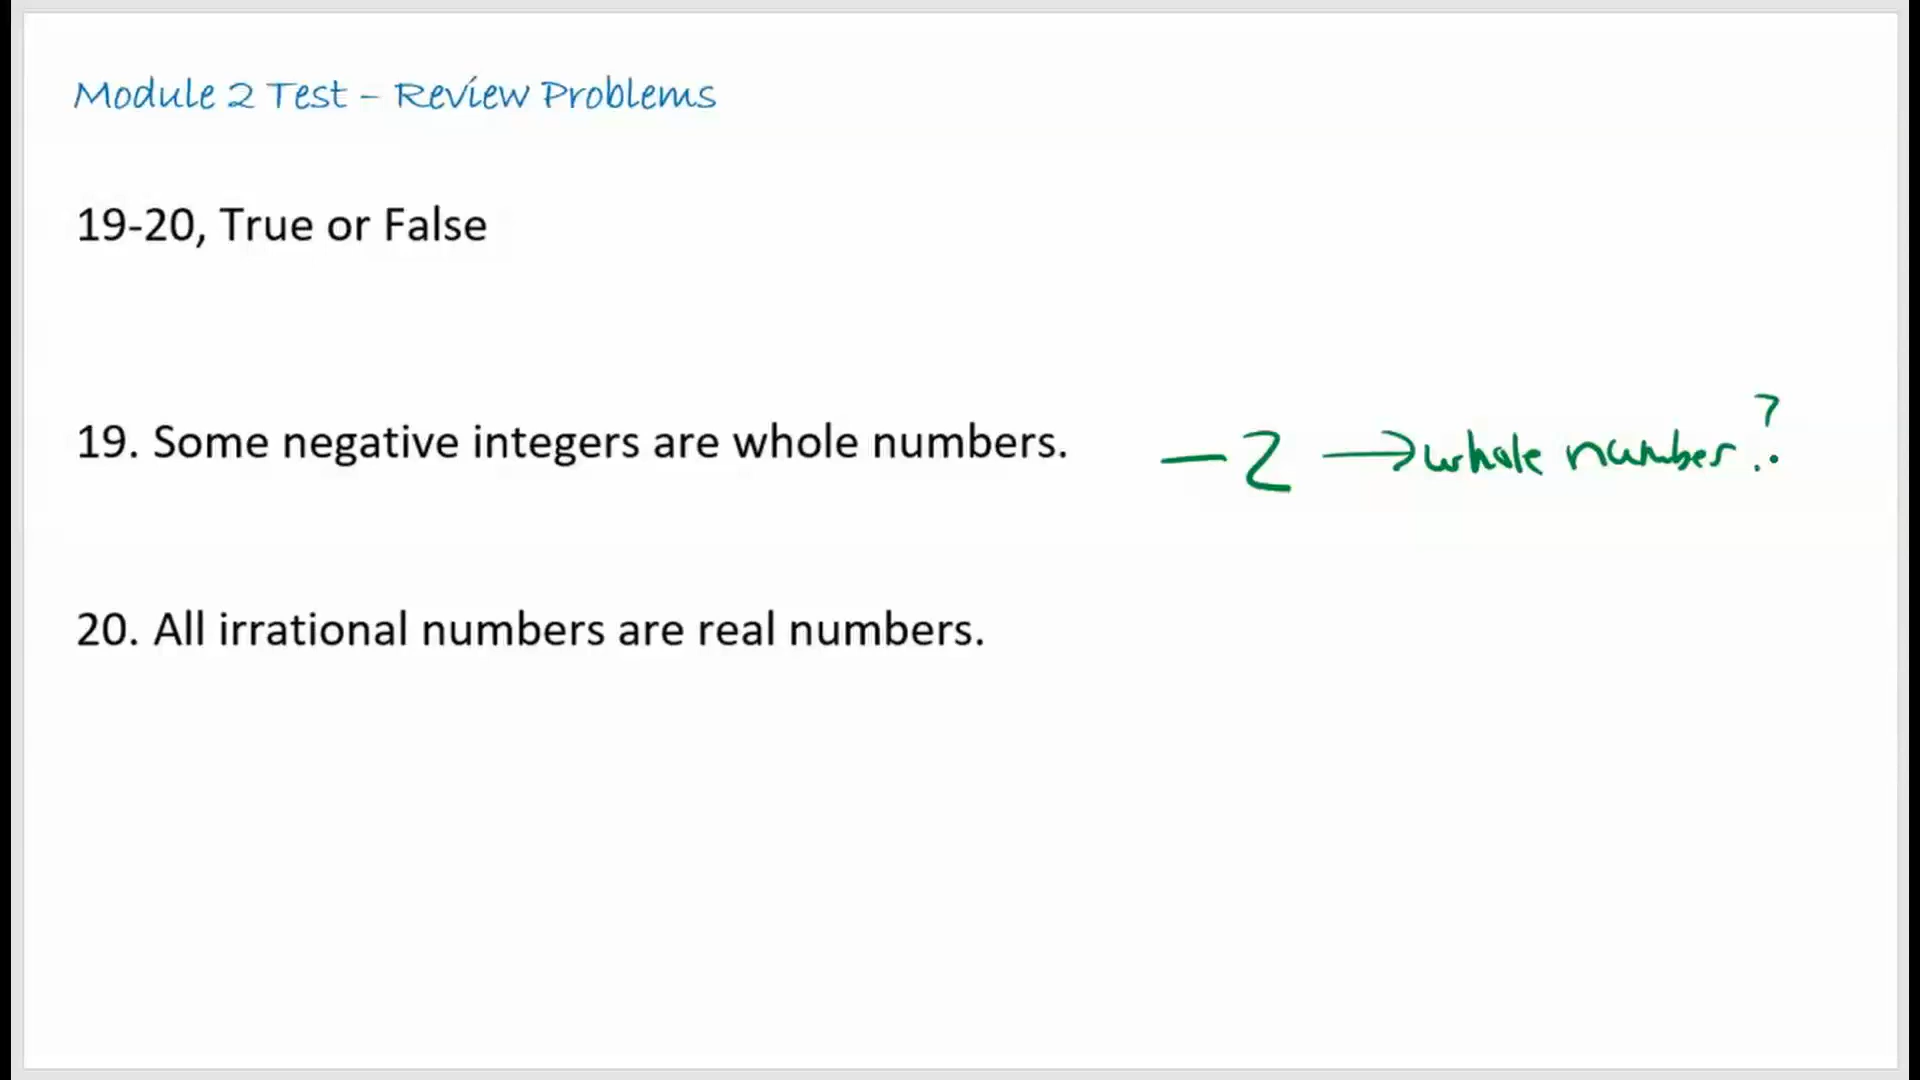 Module 2 Test – Review Problems
19-20, True or False
19. Some negative integers are whole numbers. −2 → whole number.?
20. All irrational numbers are real numbers.